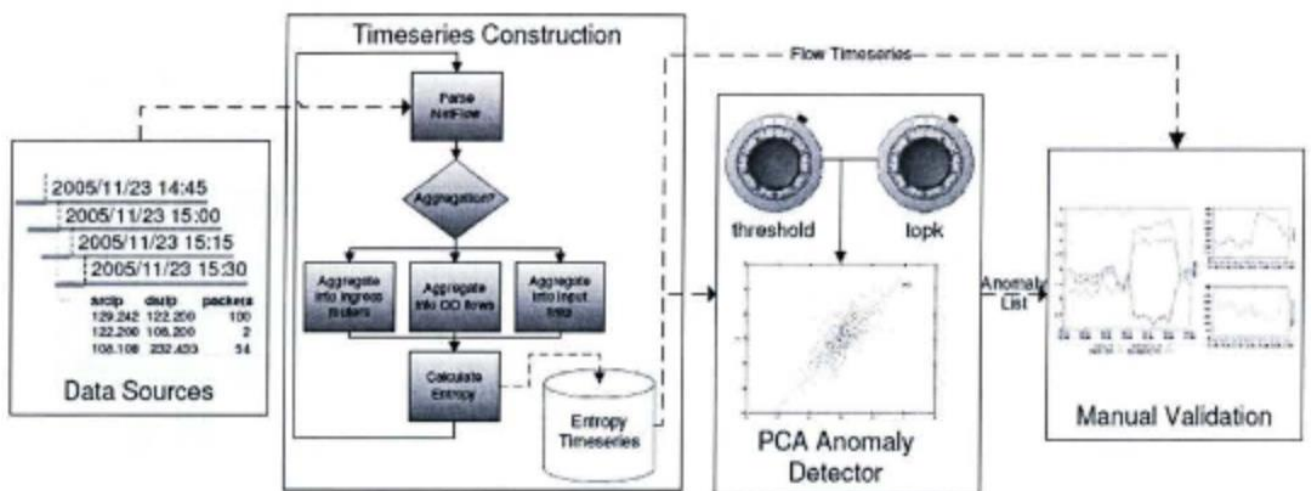 Timeseries Construction
Flow Timeseries
Parse
NetFlow
Aggregation?
Aggregate
into ingress
routers
Aggregate
into OD flows
Aggregate
into input
links
Calculate
Entropy
Entropy
Timeseries
2005/11/23 14:45
2005/11/23 15:00
2005/11/23 15:15
2005/11/23 15:30
srcip dstip packets
129.242 122.200 100
122.200 108.200 2
108.108 232.433 54
Data Sources
threshold
topk
PCA Anomaly
Detector
Anomaly
List
Manual Validation